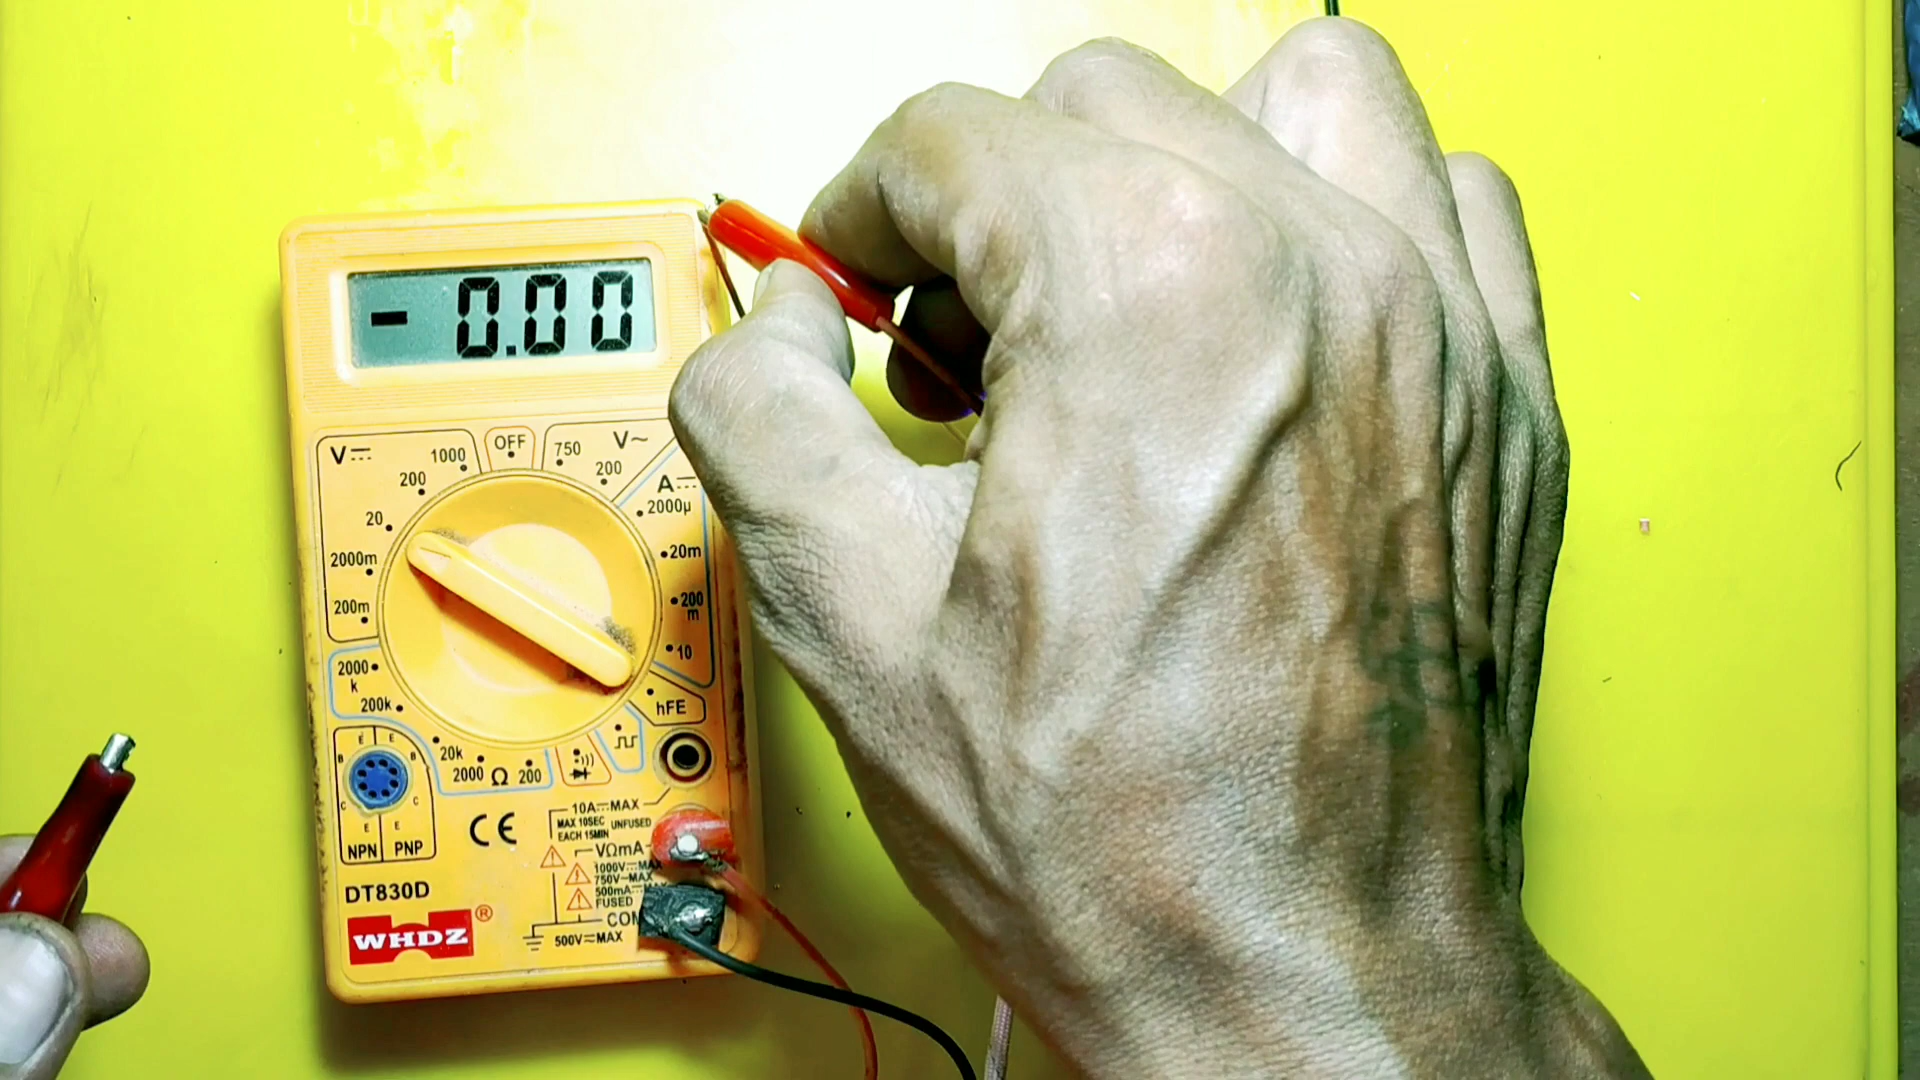 - 0.00
OFF
V⎓ 1000 750 V~
200 200
A⎓
20 2000µ
2000m 20m
200m 200
m
10
2000
k
200k hFE
20k
2000 Ω 200
E E
B B
C C
E E
NPN PNP
CE
10A⎓MAX
MAX 10SEC UNFUSED
EACH 15MIN
VΩmA
1000V⎓MAX
750V~MAX
500mA⎓MAX
FUSED
COM
500V≂MAX
DT830D
WHDZ®